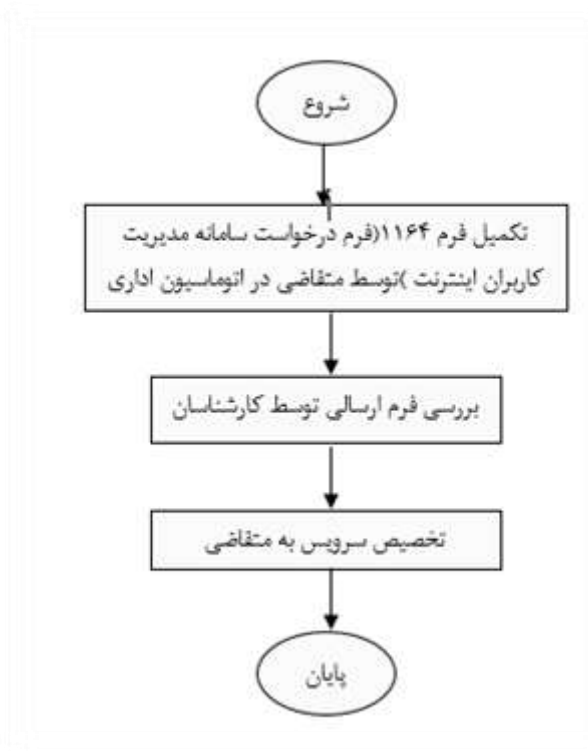 شروع
تکمیل فرم ۱۱۶۴(فرم درخواست سامانه مدیریت
کاربران اینترنت )توسط متقاضی در اتوماسیون اداری
بررسی فرم ارسالی توسط کارشناسان
تخصیص سرویس به متقاضی
پایان